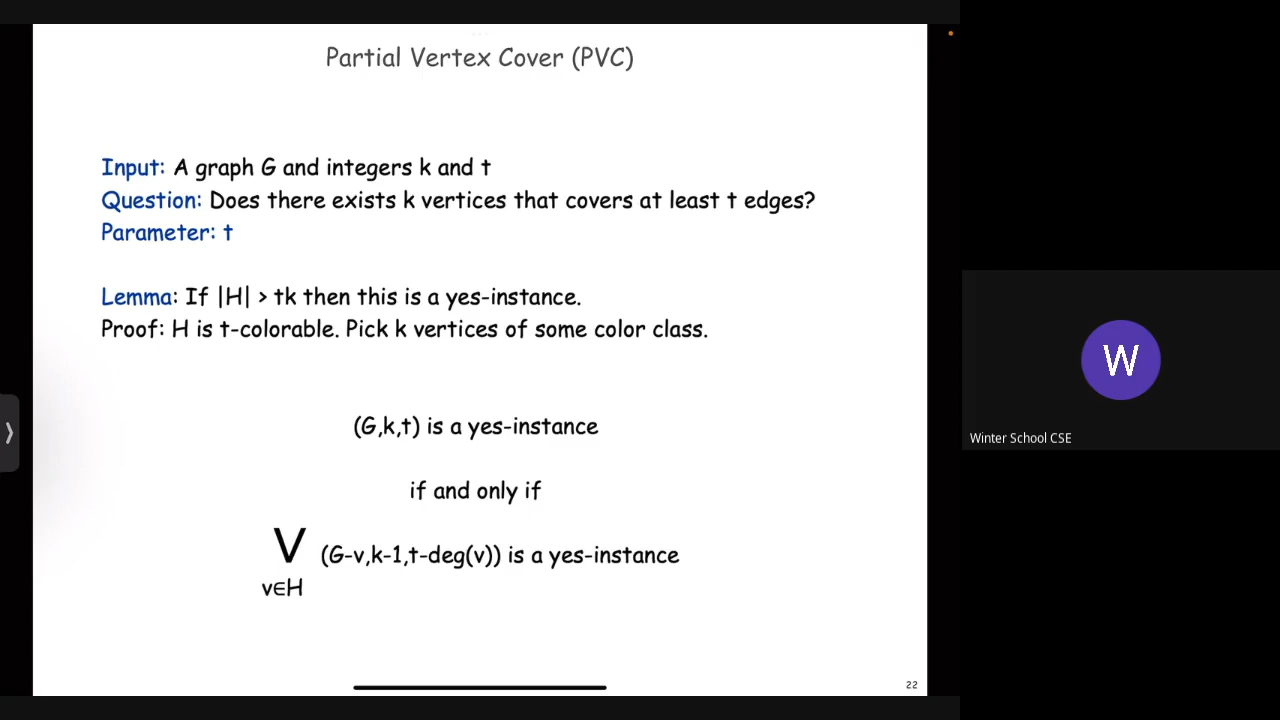 Partial Vertex Cover (PVC)
Input: A graph G and integers k and t
Question: Does there exists k vertices that covers at least t edges?
Parameter: t
Lemma: If |H| > tk then this is a yes-instance.
Proof: H is t-colorable. Pick k vertices of some color class.
(G,k,t) is a yes-instance
if and only if
V (G-v,k-1,t-deg(v)) is a yes-instance
v∈H
22
W
Winter School CSE